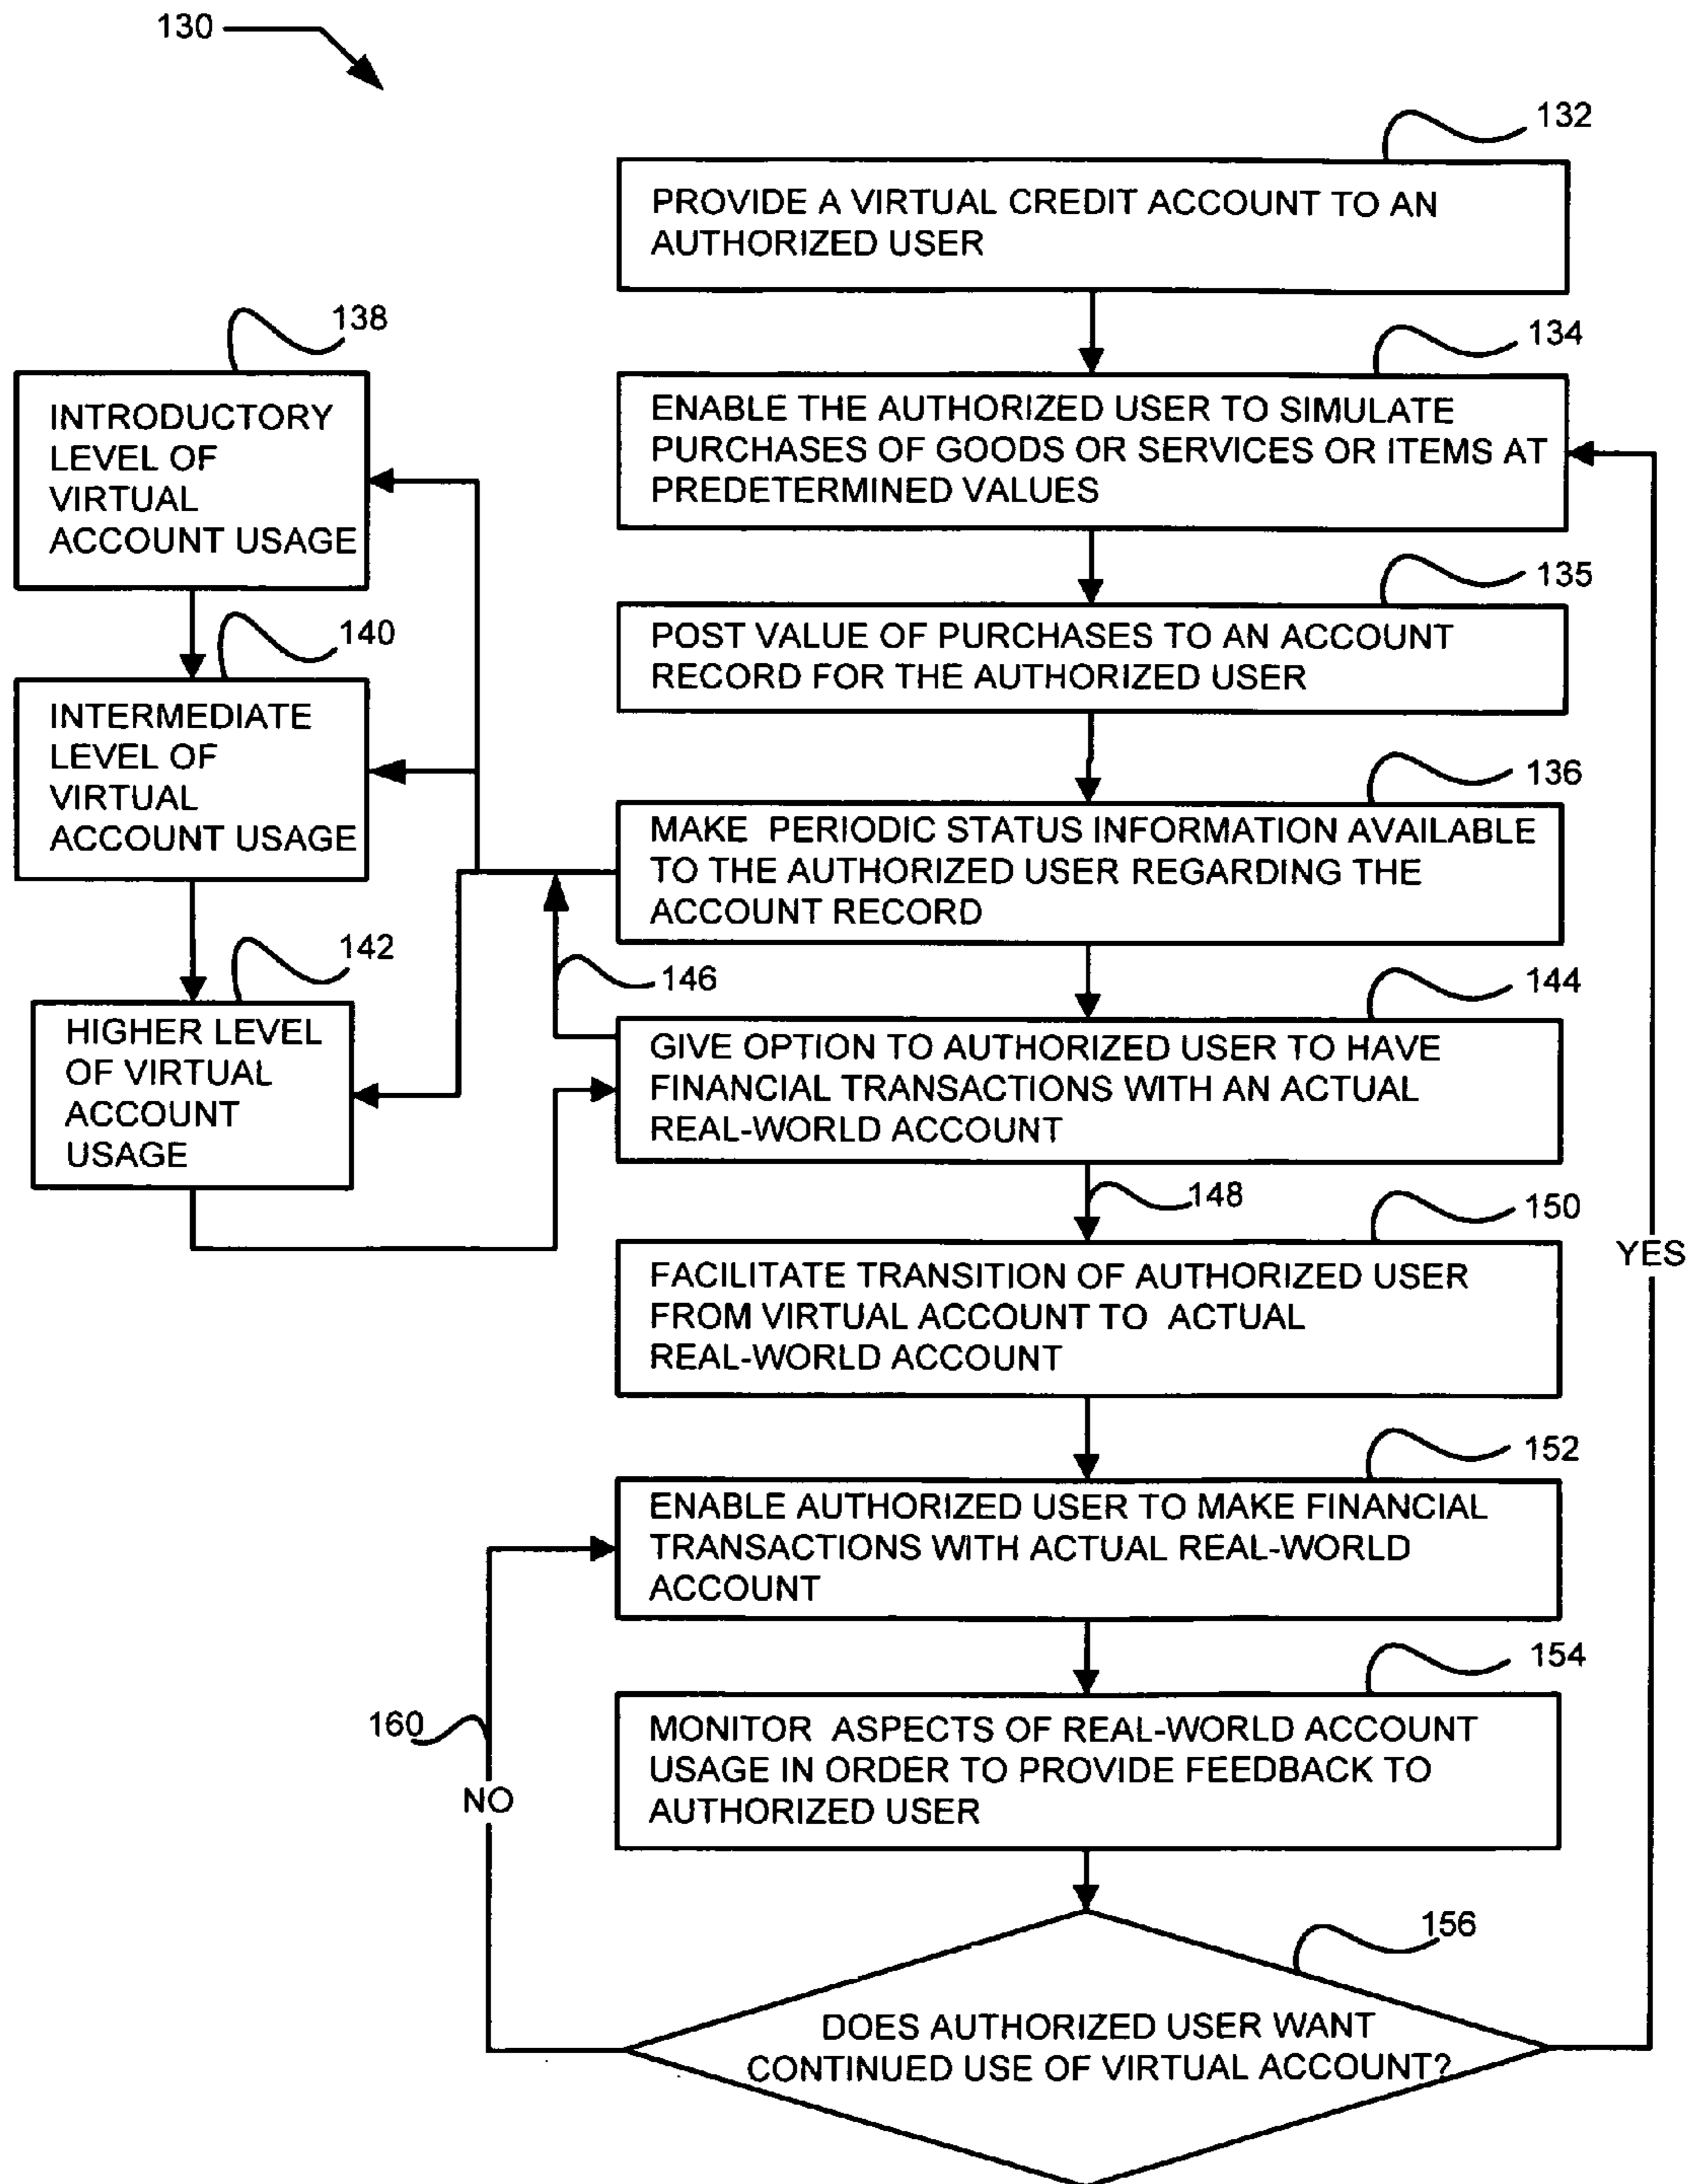 130
132
PROVIDE A VIRTUAL CREDIT ACCOUNT TO AN
AUTHORIZED USER
134
ENABLE THE AUTHORIZED USER TO SIMULATE
PURCHASES OF GOODS OR SERVICES OR ITEMS AT
PREDETERMINED VALUES
138
INTRODUCTORY
LEVEL OF
VIRTUAL
ACCOUNT USAGE
135
POST VALUE OF PURCHASES TO AN ACCOUNT
RECORD FOR THE AUTHORIZED USER
140
INTERMEDIATE
LEVEL OF
VIRTUAL
ACCOUNT USAGE
136
MAKE PERIODIC STATUS INFORMATION AVAILABLE
TO THE AUTHORIZED USER REGARDING THE
ACCOUNT RECORD
142
HIGHER LEVEL
OF VIRTUAL
ACCOUNT
USAGE
146
144
GIVE OPTION TO AUTHORIZED USER TO HAVE
FINANCIAL TRANSACTIONS WITH AN ACTUAL
REAL-WORLD ACCOUNT
148
150
FACILITATE TRANSITION OF AUTHORIZED USER
FROM VIRTUAL ACCOUNT TO ACTUAL
REAL-WORLD ACCOUNT
YES
152
ENABLE AUTHORIZED USER TO MAKE FINANCIAL
TRANSACTIONS WITH ACTUAL REAL-WORLD
ACCOUNT
154
MONITOR ASPECTS OF REAL-WORLD ACCOUNT
USAGE IN ORDER TO PROVIDE FEEDBACK TO
AUTHORIZED USER
160
NO
156
DOES AUTHORIZED USER WANT
CONTINUED USE OF VIRTUAL ACCOUNT?